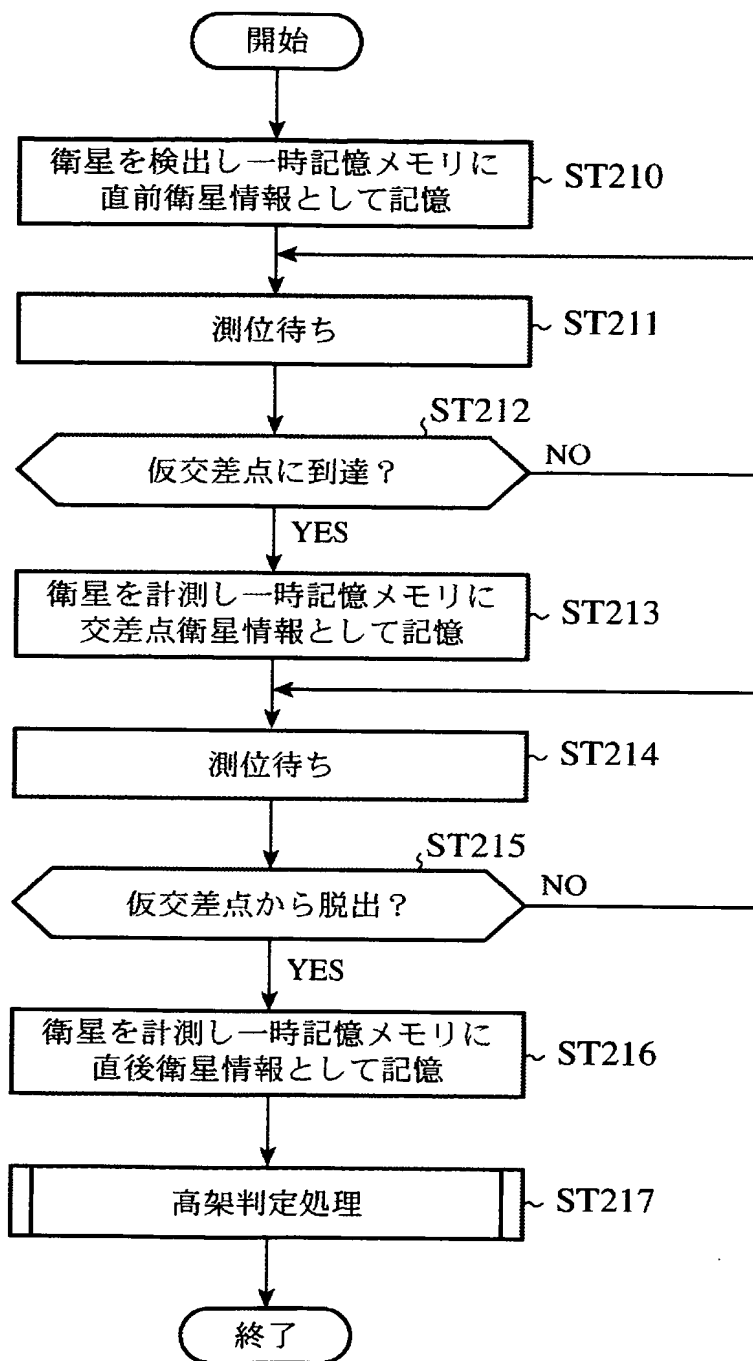 開始
衛星を検出し一時記憶メモリに
直前衛星情報として記憶
ST210
測位待ち
ST211
ST212
仮交差点に到達？
NO
YES
衛星を計測し一時記憶メモリに
交差点衛星情報として記憶
ST213
測位待ち
ST214
ST215
仮交差点から脱出？
NO
YES
衛星を計測し一時記憶メモリに
直後衛星情報として記憶
ST216
高架判定処理
ST217
終了